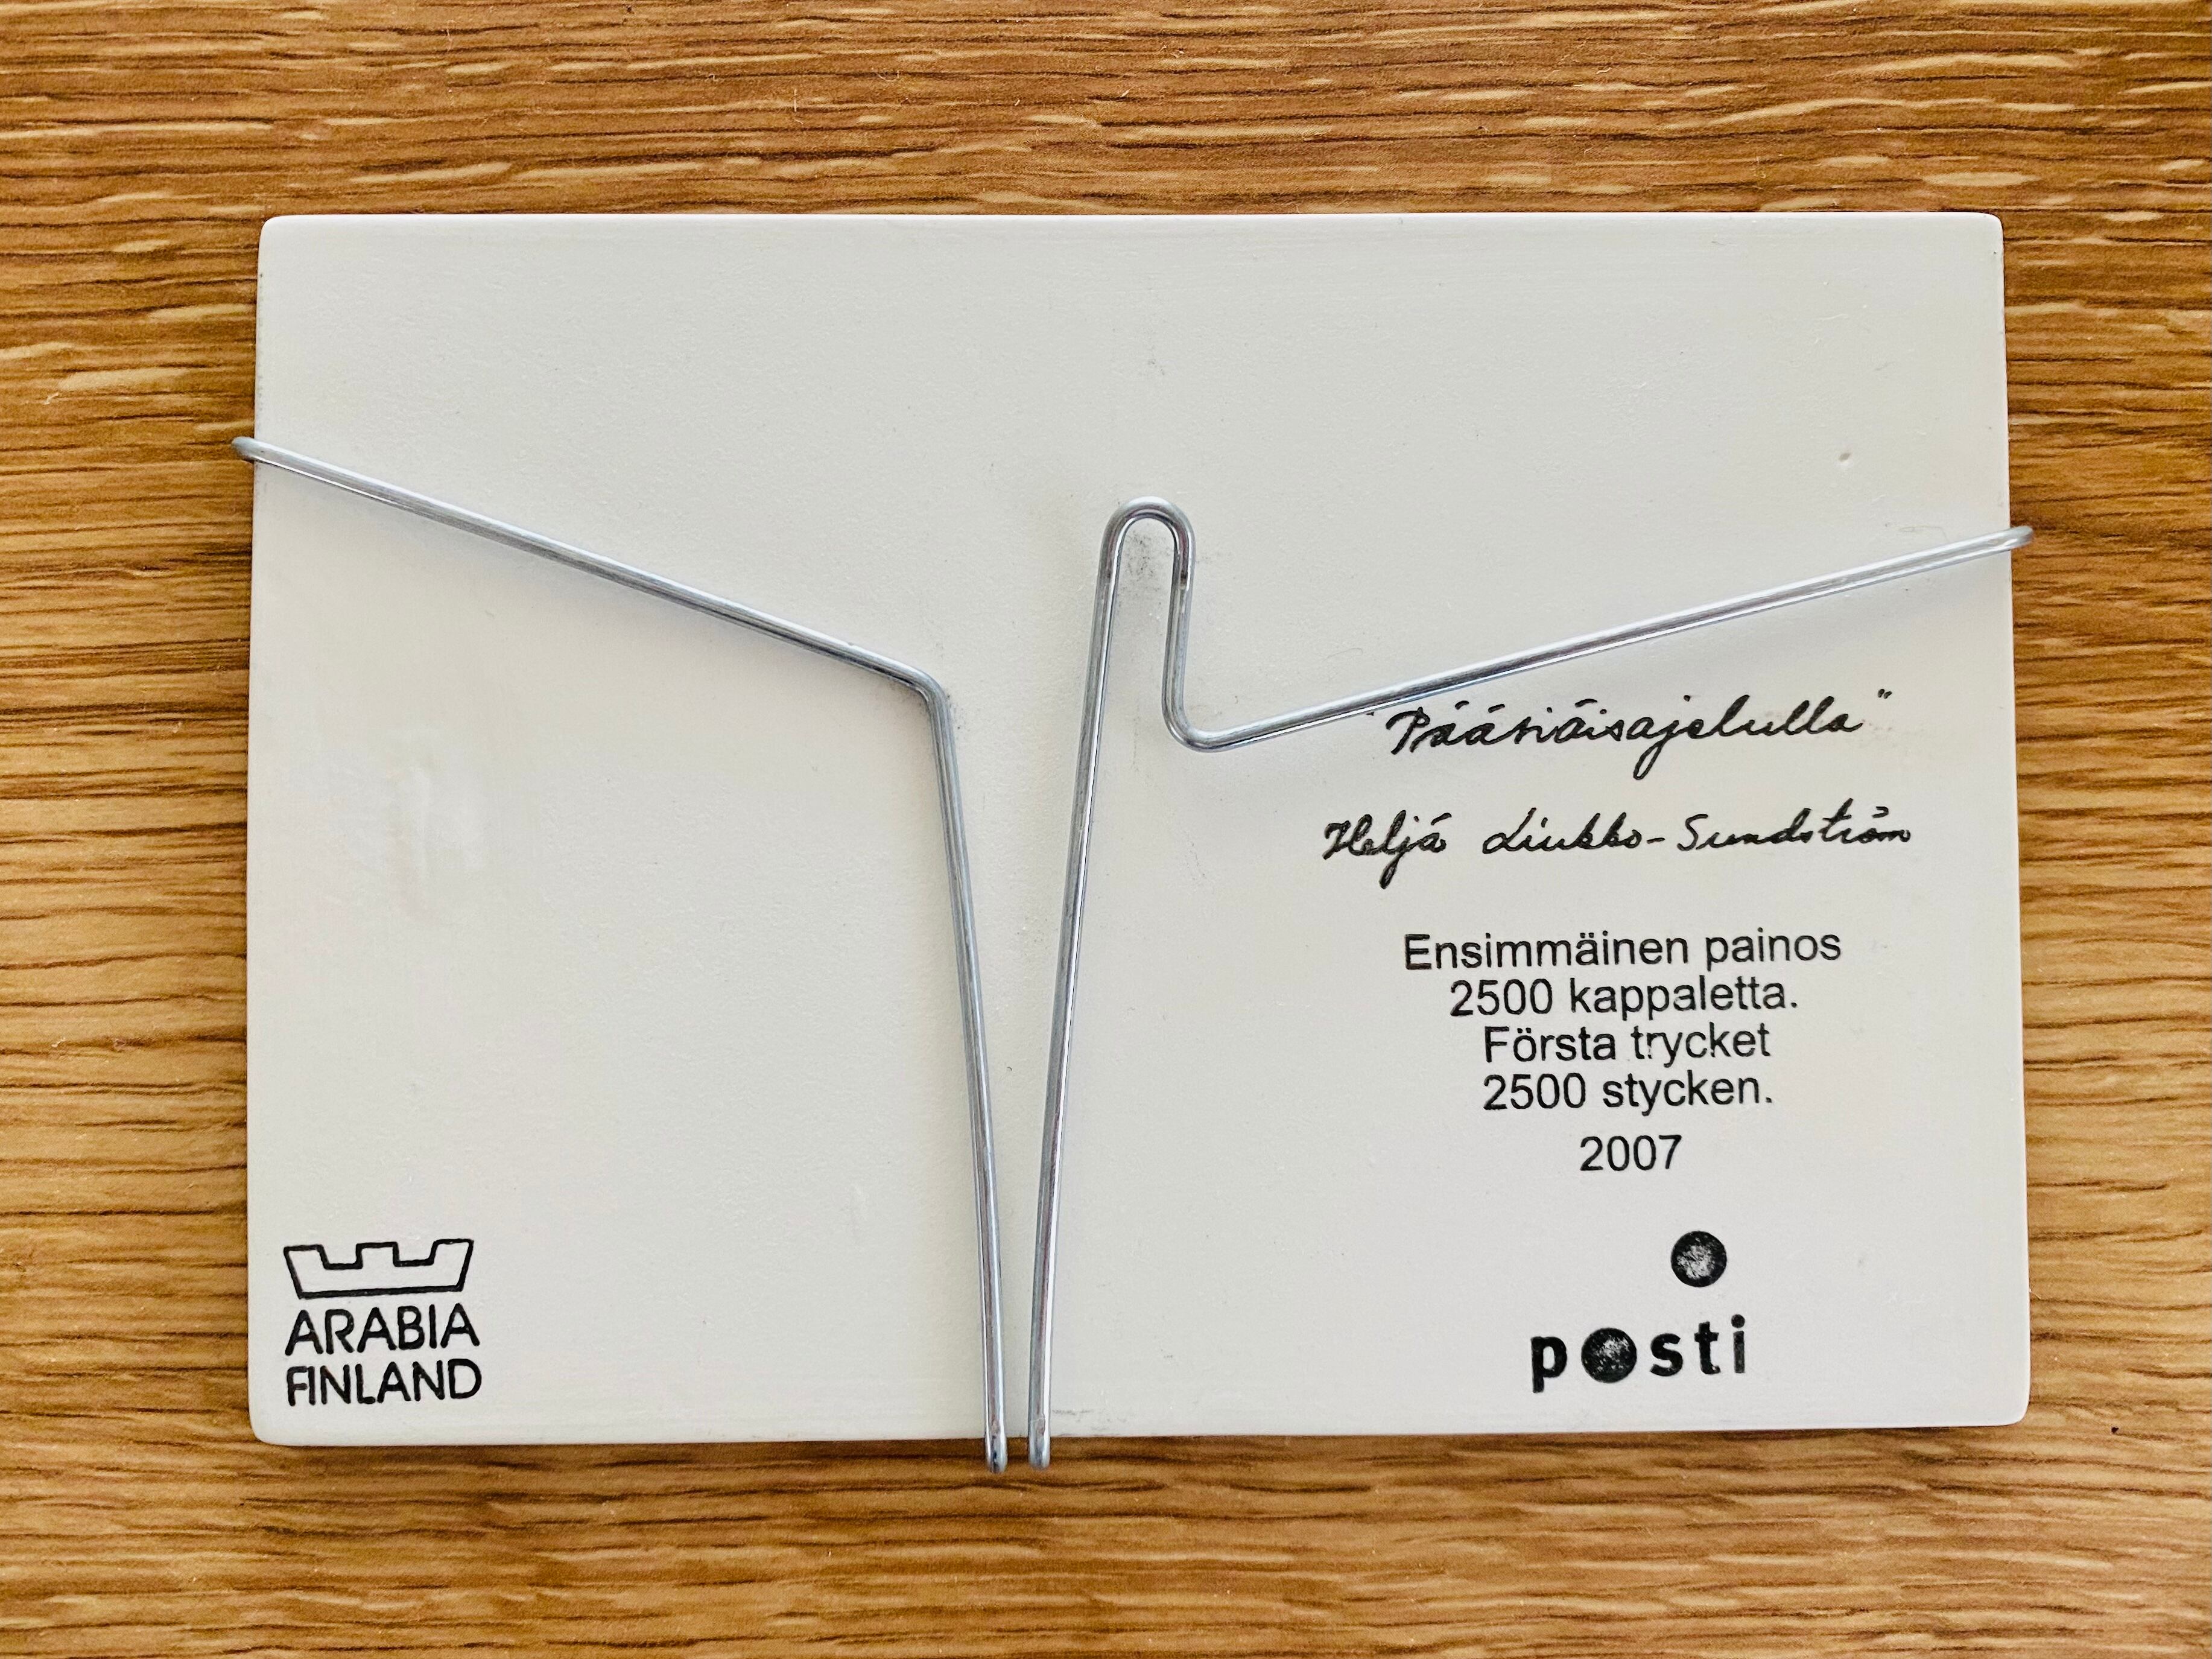 "Pääsiäisajelulla"
Heljä Liukko-Sundström
Ensimmäinen painos
2500 kappaletta.
Första trycket
2500 stycken.
2007
posti
ARABIA
FINLAND